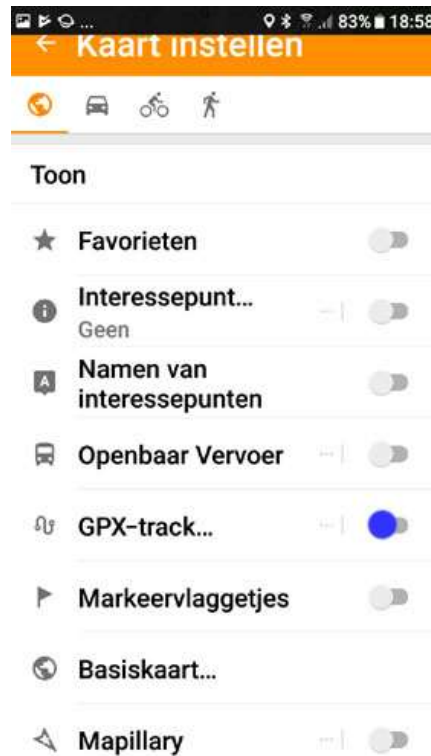 ... 83% 18:58
Kaart instellen
Toon
Favorieten
Interessepunt...
Geen
Namen van
interessepunten
Openbaar Vervoer
GPX-track...
Markeervlaggetjes
Basiskaart...
Mapillary